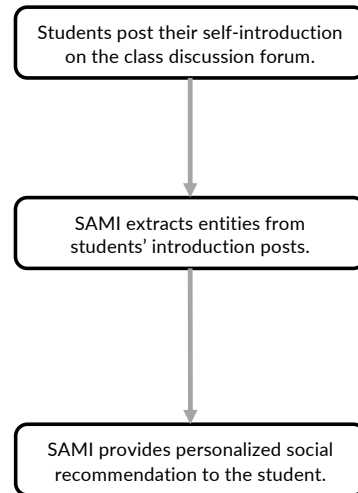 Students post their self-introduction
on the class discussion forum.
SAMI extracts entities from
students’ introduction posts.
SAMI provides personalized social
recommendation to the student.